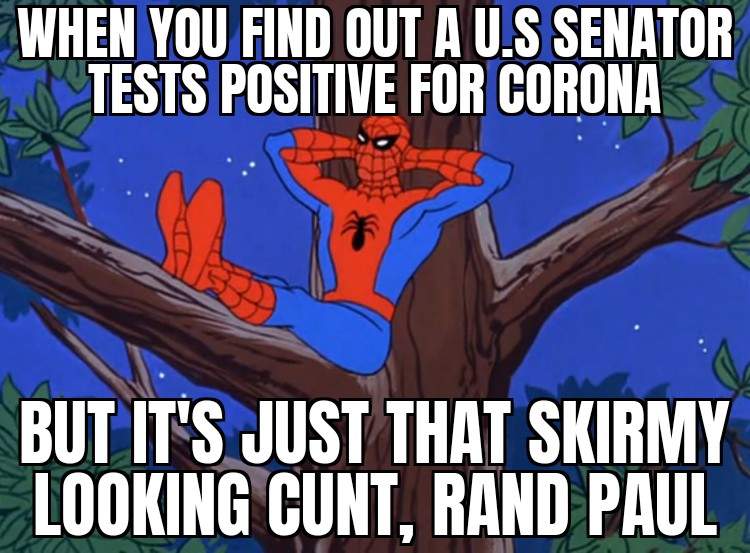 WHEN YOU FIND OUT A U.S SENATOR
TESTS POSITIVE FOR CORONA
BUT IT'S JUST THAT SKIRMY
LOOKING CUNT, RAND PAUL